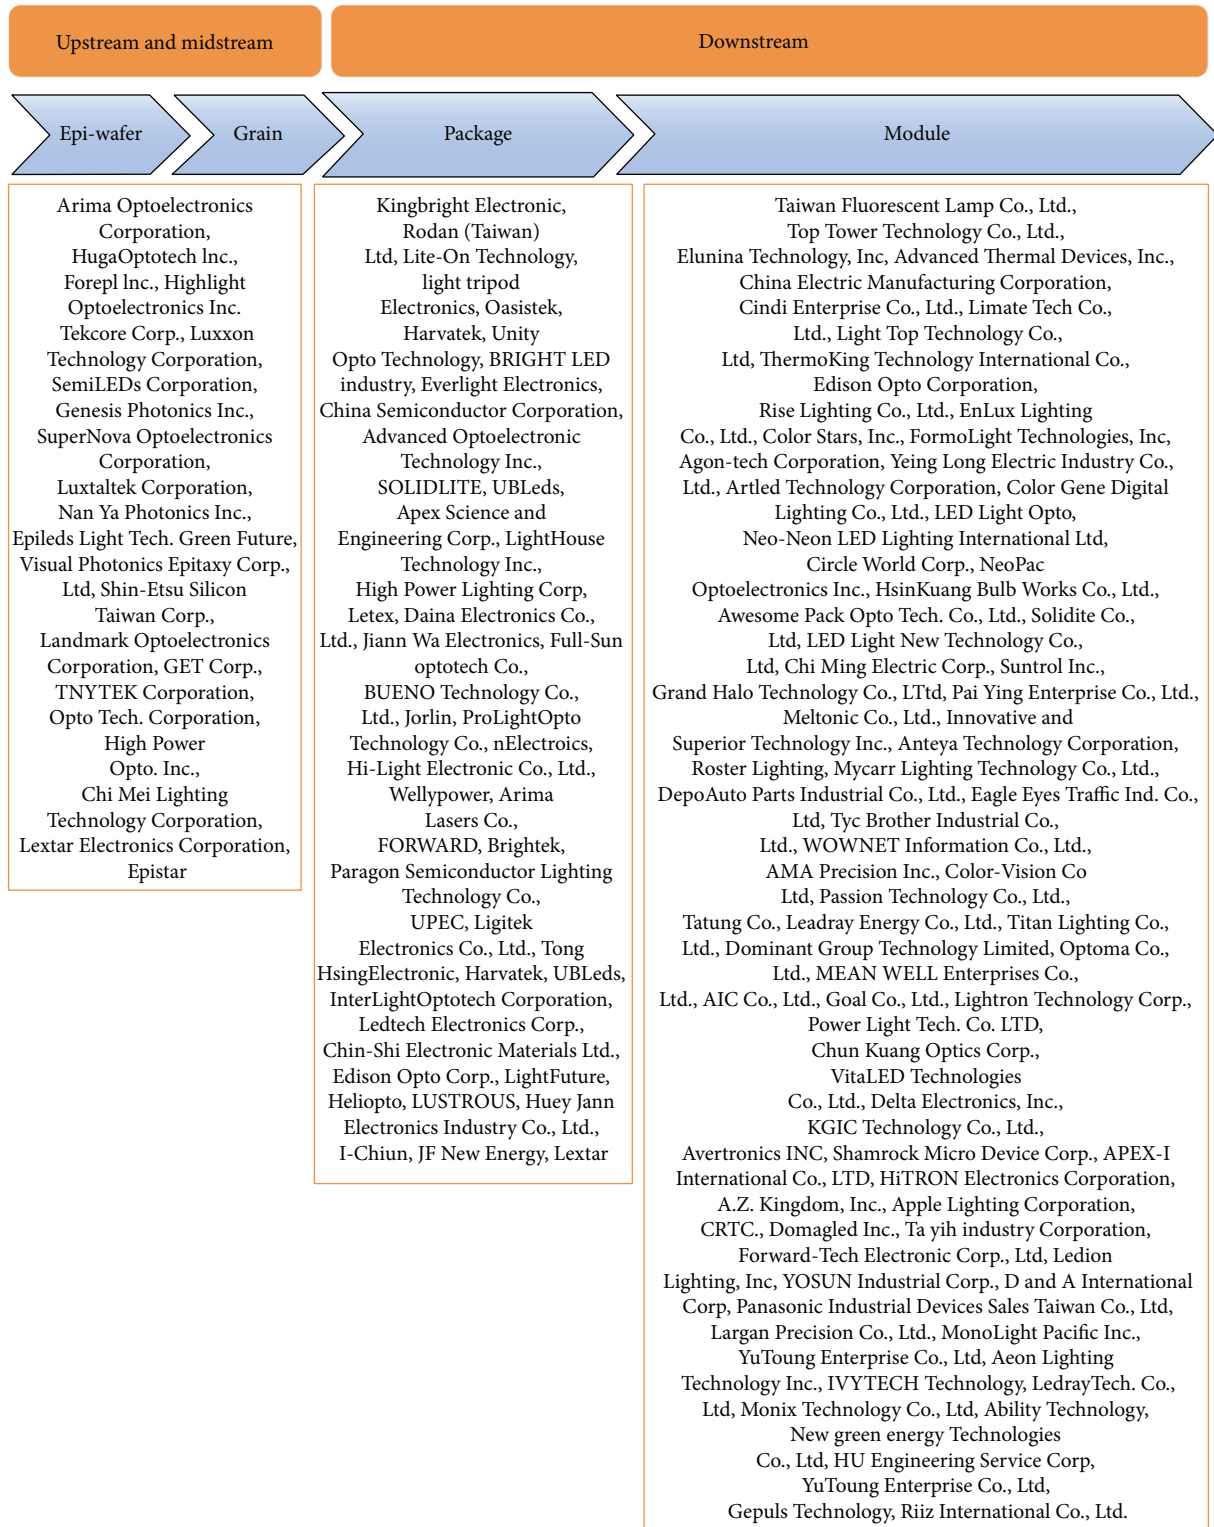 Upstream and midstream
Downstream
Epi-wafer
Grain
Package
Module
Arima Optoelectronics
Corporation,
HugaOptotech lnc.,
Forepl lnc., Highlight
Optoelectronics Inc.
Tekcore Corp., Luxxon
Technology Corporation,
SemiLEDs Corporation,
Genesis Photonics Inc.,
SuperNova Optoelectronics
Corporation,
Luxtaltek Corporation,
Nan Ya Photonics Inc.,
Epileds Light Tech. Green Future,
Visual Photonics Epitaxy Corp.,
Ltd, Shin-Etsu Silicon
Taiwan Corp.,
Landmark Optoelectronics
Corporation, GET Corp.,
TNYTEK Corporation,
Opto Tech. Corporation,
High Power
Opto. Inc.,
Chi Mei Lighting
Technology Corporation,
Lextar Electronics Corporation,
Epistar
Kingbright Electronic,
Rodan (Taiwan)
Ltd, Lite-On Technology,
light tripod
Electronics, Oasistek,
Harvatek, Unity
Opto Technology, BRIGHT LED
industry, Everlight Electronics,
China Semiconductor Corporation,
Advanced Optoelectronic
Technology Inc.,
SOLIDLITE, UBLeds,
Apex Science and
Engineering Corp., LightHouse
Technology Inc.,
High Power Lighting Corp,
Letex, Daina Electronics Co.,
Ltd., Jiann Wa Electronics, Full-Sun
optotech Co.,
BUENO Technology Co.,
Ltd., Jorlin, ProLightOpto
Technology Co., nElectroics,
Hi-Light Electronic Co., Ltd.,
Wellypower, Arima
Lasers Co.,
FORWARD, Brightek,
Paragon Semiconductor Lighting
Technology Co.,
UPEC, Ligitek
Electronics Co., Ltd., Tong
HsingElectronic, Harvatek, UBLeds,
InterLightOptotech Corporation,
Ledtech Electronics Corp.,
Chin-Shi Electronic Materials Ltd.,
Edison Opto Corp., LightFuture,
Heliopto, LUSTROUS, Huey Jann
Electronics Industry Co., Ltd.,
I-Chiun, JF New Energy, Lextar
Taiwan Fluorescent Lamp Co., Ltd.,
Top Tower Technology Co., Ltd.,
Elunina Technology, Inc, Advanced Thermal Devices, Inc.,
China Electric Manufacturing Corporation,
Cindi Enterprise Co., Ltd., Limate Tech Co.,
Ltd., Light Top Technology Co.,
Ltd, ThermoKing Technology International Co.,
Edison Opto Corporation,
Rise Lighting Co., Ltd., EnLux Lighting
Co., Ltd., Color Stars, Inc., FormoLight Technologies, Inc,
Agon-tech Corporation, Yeing Long Electric Industry Co.,
Ltd., Artled Technology Corporation, Color Gene Digital
Lighting Co., Ltd., LED Light Opto,
Neo-Neon LED Lighting International Ltd,
Circle World Corp., NeoPac
Optoelectronics Inc., HsinKuang Bulb Works Co., Ltd.,
Awesome Pack Opto Tech. Co., Ltd., Solidite Co.,
Ltd, LED Light New Technology Co.,
Ltd, Chi Ming Electric Corp., Suntrol Inc.,
Grand Halo Technology Co., LTtd, Pai Ying Enterprise Co., Ltd.,
Meltonic Co., Ltd., Innovative and
Superior Technology Inc., Anteya Technology Corporation,
Roster Lighting, Mycarr Lighting Technology Co., Ltd.,
DepoAuto Parts Industrial Co., Ltd., Eagle Eyes Traffic Ind. Co.,
Ltd, Tyc Brother Industrial Co.,
Ltd., WOWNET Information Co., Ltd.,
AMA Precision Inc., Color-Vision Co
Ltd, Passion Technology Co., Ltd.,
Tatung Co., Leadray Energy Co., Ltd., Titan Lighting Co.,
Ltd., Dominant Group Technology Limited, Optoma Co.,
Ltd., MEAN WELL Enterprises Co.,
Ltd., AIC Co., Ltd., Goal Co., Ltd., Lightron Technology Corp.,
Power Light Tech. Co. LTD,
Chun Kuang Optics Corp.,
VitaLED Technologies
Co., Ltd., Delta Electronics, Inc.,
KGIC Technology Co., Ltd.,
Avertronics INC, Shamrock Micro Device Corp., APEX-I
International Co., LTD, HiTRON Electronics Corporation,
A.Z. Kingdom, Inc., Apple Lighting Corporation,
CRTC., Domagled Inc., Ta yih industry Corporation,
Forward-Tech Electronic Corp., Ltd, Ledion
Lighting, Inc, YOSUN Industrial Corp., D and A International
Corp, Panasonic Industrial Devices Sales Taiwan Co., Ltd,
Largan Precision Co., Ltd., MonoLight Pacific Inc.,
YuToung Enterprise Co., Ltd, Aeon Lighting
Technology Inc., IVYTECH Technology, LedrayTech. Co.,
Ltd, Monix Technology Co., Ltd, Ability Technology,
New green energy Technologies
Co., Ltd, HU Engineering Service Corp,
YuToung Enterprise Co., Ltd,
Gepuls Technology, Riiz International Co., Ltd.